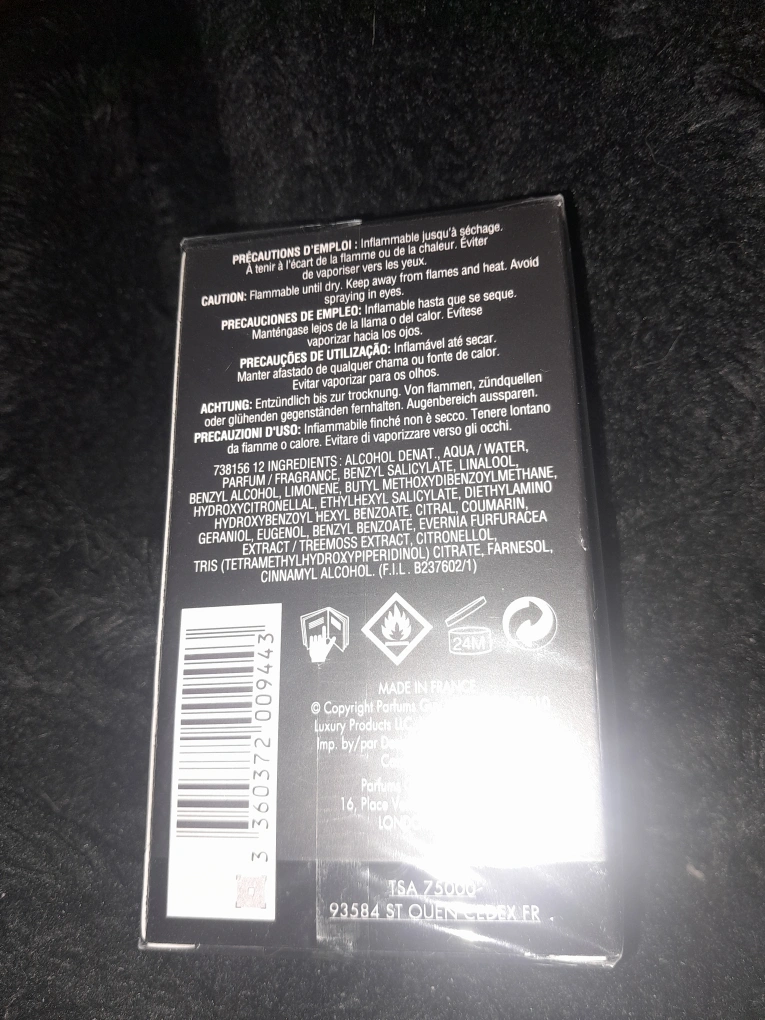 PRÉCAUTIONS D'EMPLOI : Inflammable jusqu'à séchage.
À tenir à l'écart de la flamme ou de la chaleur. Éviter
de vaporiser vers les yeux.
CAUTION: Flammable until dry. Keep away from flames and heat. Avoid
spraying in eyes.
PRECAUCIONES DE EMPLEO: Inflamable hasta que se seque.
Manténgase lejos de la llama o del calor. Evítese
vaporizar hacia los ojos.
PRECAUÇÕES DE UTILIZAÇÃO: Inflamável até secar.
Manter afastado de qualquer chama ou fonte de calor.
Evitar vaporizar para os olhos.
ACHTUNG: Entzündlich bis zur trocknung. Von flammen, zündquellen
oder glühenden gegenständen fernhalten. Augenbereich aussparen.
PRECAUZIONI D'USO: Infiammabile finché non è secco. Tenere lontano
da fiamme o calore. Evitare di vaporizzare verso gli occhi.
738156 12 INGREDIENTS : ALCOHOL DENAT., AQUA / WATER,
PARFUM / FRAGRANCE, BENZYL SALICYLATE, LINALOOL,
BENZYL ALCOHOL, LIMONENE, BUTYL METHOXYDIBENZOYLMETHANE,
HYDROXYCITRONELLAL, ETHYLHEXYL SALICYLATE, DIETHYLAMINO
HYDROXYBENZOYL HEXYL BENZOATE, CITRAL, COUMARIN,
GERANIOL, EUGENOL, BENZYL BENZOATE, EVERNIA FURFURACEA
EXTRACT / TREEMOSS EXTRACT, CITRONELLOL,
TRIS (TETRAMETHYLHYDROXYPIPERIDINOL) CITRATE, FARNESOL,
CINNAMYL ALCOHOL. (F.I.L. B237602/1)
24M
3 360372 009443
MADE IN FRANCE
© Copyright Parfums
Luxury Products LLC
Imp. by/par
Parfums
16, Place
TSA 75000
93584 ST OUEN CEDEX FR